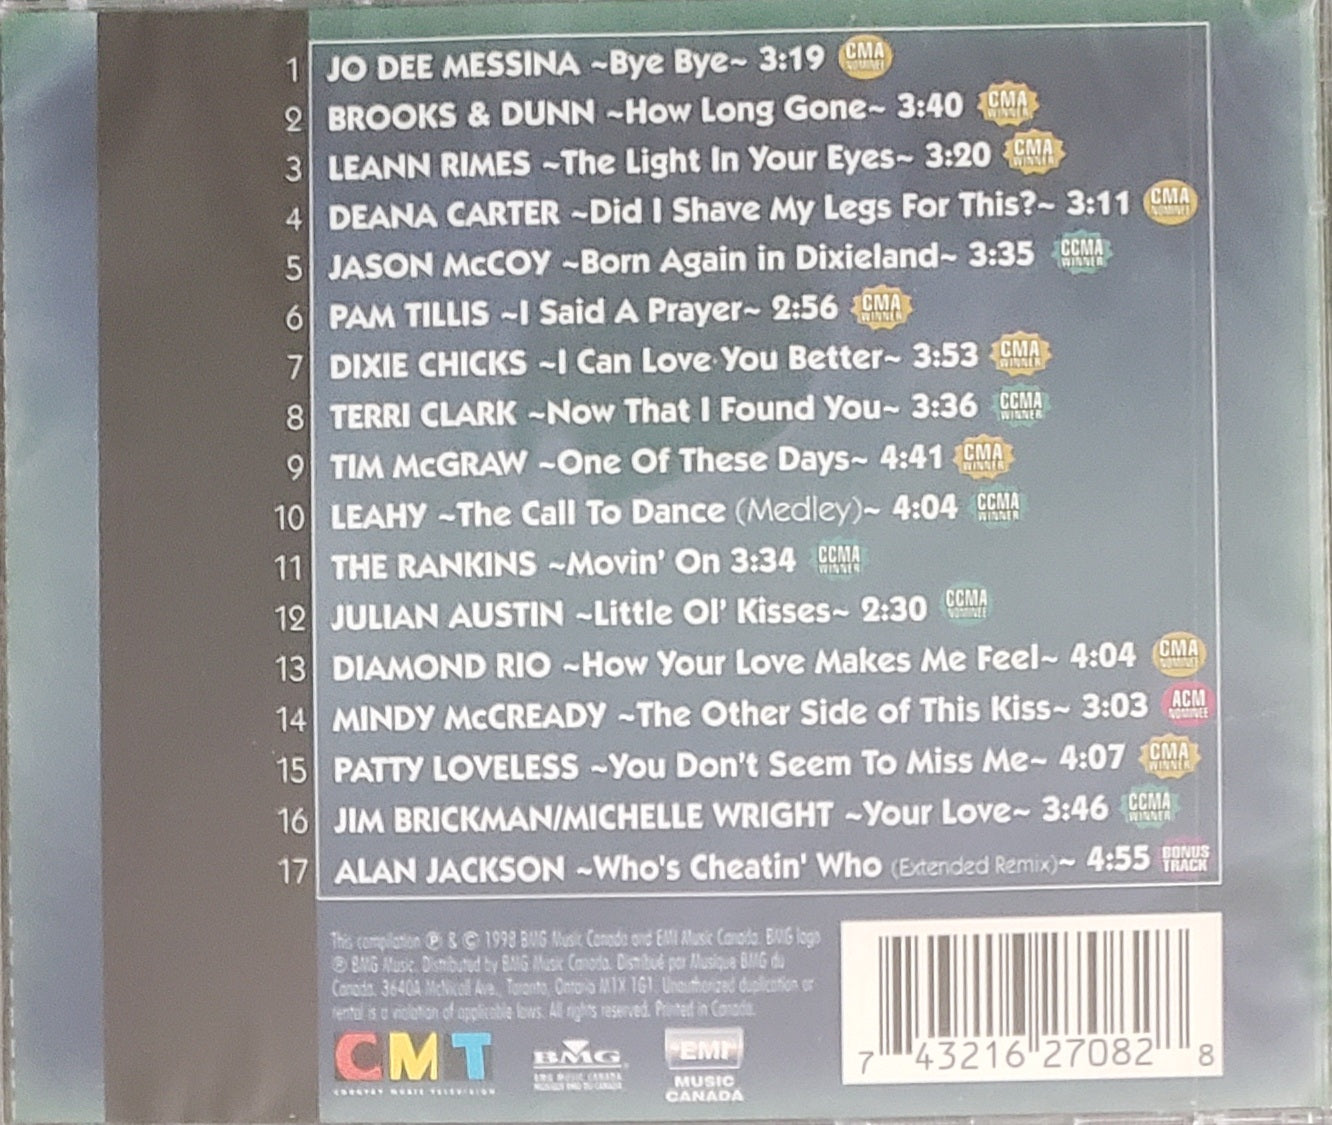 1 JO DEE MESSINA ~Bye Bye~ 3:19 CMA NOMINEE
2 BROOKS & DUNN ~How Long Gone~ 3:40 CMA WINNER
3 LEANN RIMES ~The Light In Your Eyes~ 3:20 CMA WINNER
4 DEANA CARTER ~Did I Shave My Legs For This?~ 3:11 CMA NOMINEE
5 JASON McCOY ~Born Again in Dixieland~ 3:35 CCMA WINNER
6 PAM TILLIS ~I Said A Prayer~ 2:56 CMA WINNER
7 DIXIE CHICKS ~I Can Love You Better~ 3:53 CMA WINNER
8 TERRI CLARK ~Now That I Found You~ 3:36 CCMA WINNER
9 TIM McGRAW ~One Of These Days~ 4:41 CMA WINNER
10 LEAHY ~The Call To Dance (Medley)~ 4:04 CCMA WINNER
11 THE RANKINS ~Movin' On 3:34 CCMA WINNER
12 JULIAN AUSTIN ~Little Ol' Kisses~ 2:30 CCMA NOMINEE
13 DIAMOND RIO ~How Your Love Makes Me Feel~ 4:04 CMA NOMINEE
14 MINDY McCREADY ~The Other Side of This Kiss~ 3:03 ACM NOMINEE
15 PATTY LOVELESS ~You Don't Seem To Miss Me~ 4:07 CMA WINNER
16 JIM BRICKMAN/MICHELLE WRIGHT ~Your Love~ 3:46 CCMA WINNER
17 ALAN JACKSON ~Who's Cheatin' Who (Extended Remix)~ 4:55 BONUS TRACK
This compilation ℗ & © 1998 BMG Music Canada and EMI Music Canada. BMG logo
® BMG Music. Distributed by BMG Music Canada. Distribué par Musique BMG du
Canada. 3640A McNicoll Ave., Toronto, Ontario M1X 1G1. Unauthorized duplication or
rental is a violation of applicable laws. All rights reserved. Printed in Canada.
CMT
COUNTRY MUSIC TELEVISION
BMG
BMG MUSIC CANADA
MUSIQUE BMG DU CANADA
EMI
MUSIC
CANADA
7 43216 27082 8